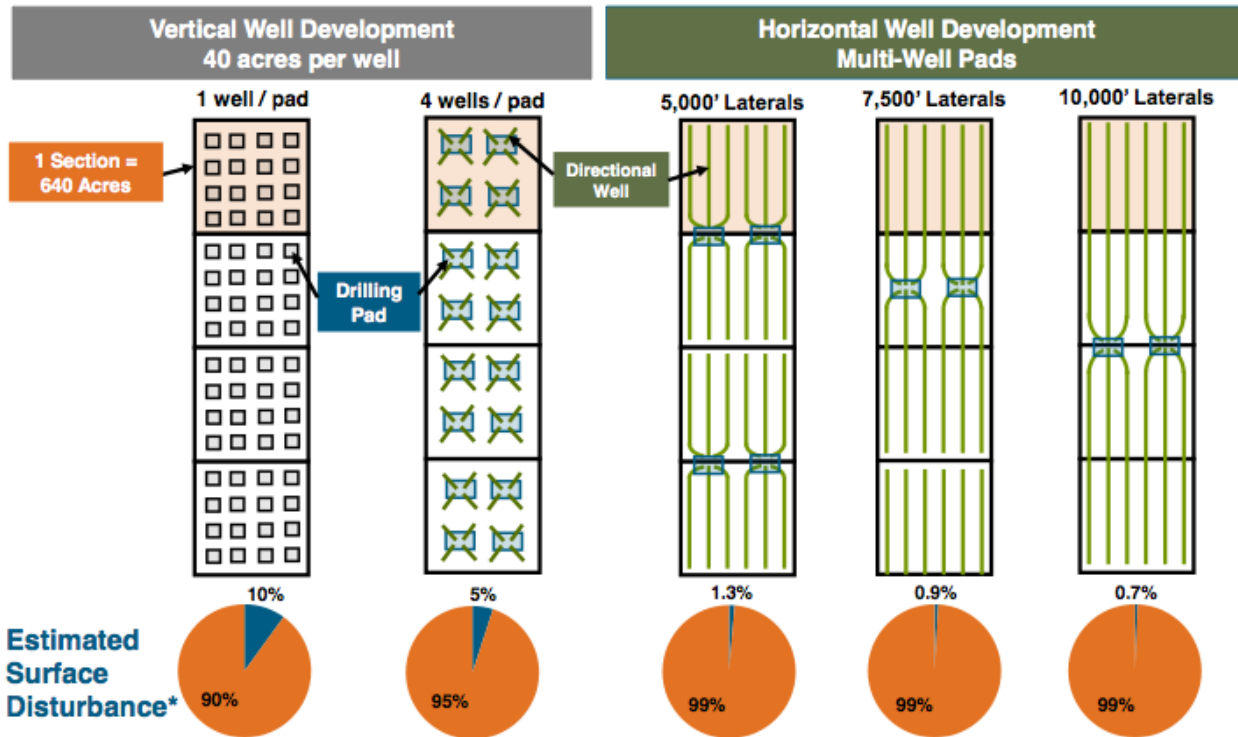 Vertical Well Development
40 acres per well
Horizontal Well Development
Multi-Well Pads
1 well / pad
4 wells / pad
5,000’ Laterals
7,500’ Laterals
10,000’ Laterals
1 Section =
640 Acres
Directional
Well
Drilling
Pad
10%
5%
1.3%
0.9%
0.7%
Estimated
Surface
Disturbance*
90%
95%
99%
99%
99%